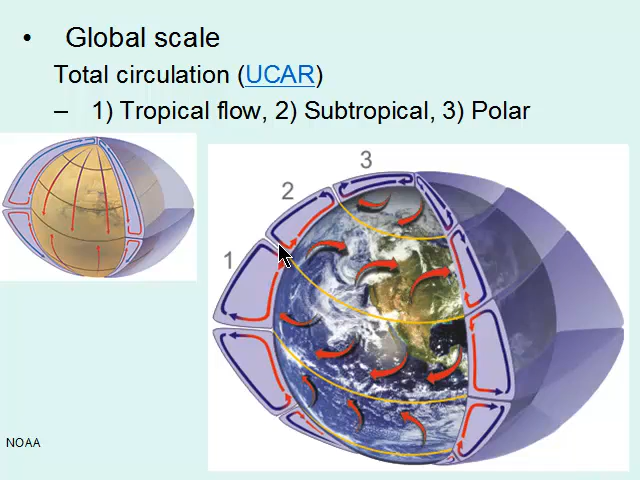 • Global scale
Total circulation (UCAR)
– 1) Tropical flow, 2) Subtropical, 3) Polar
3
2
1
NOAA